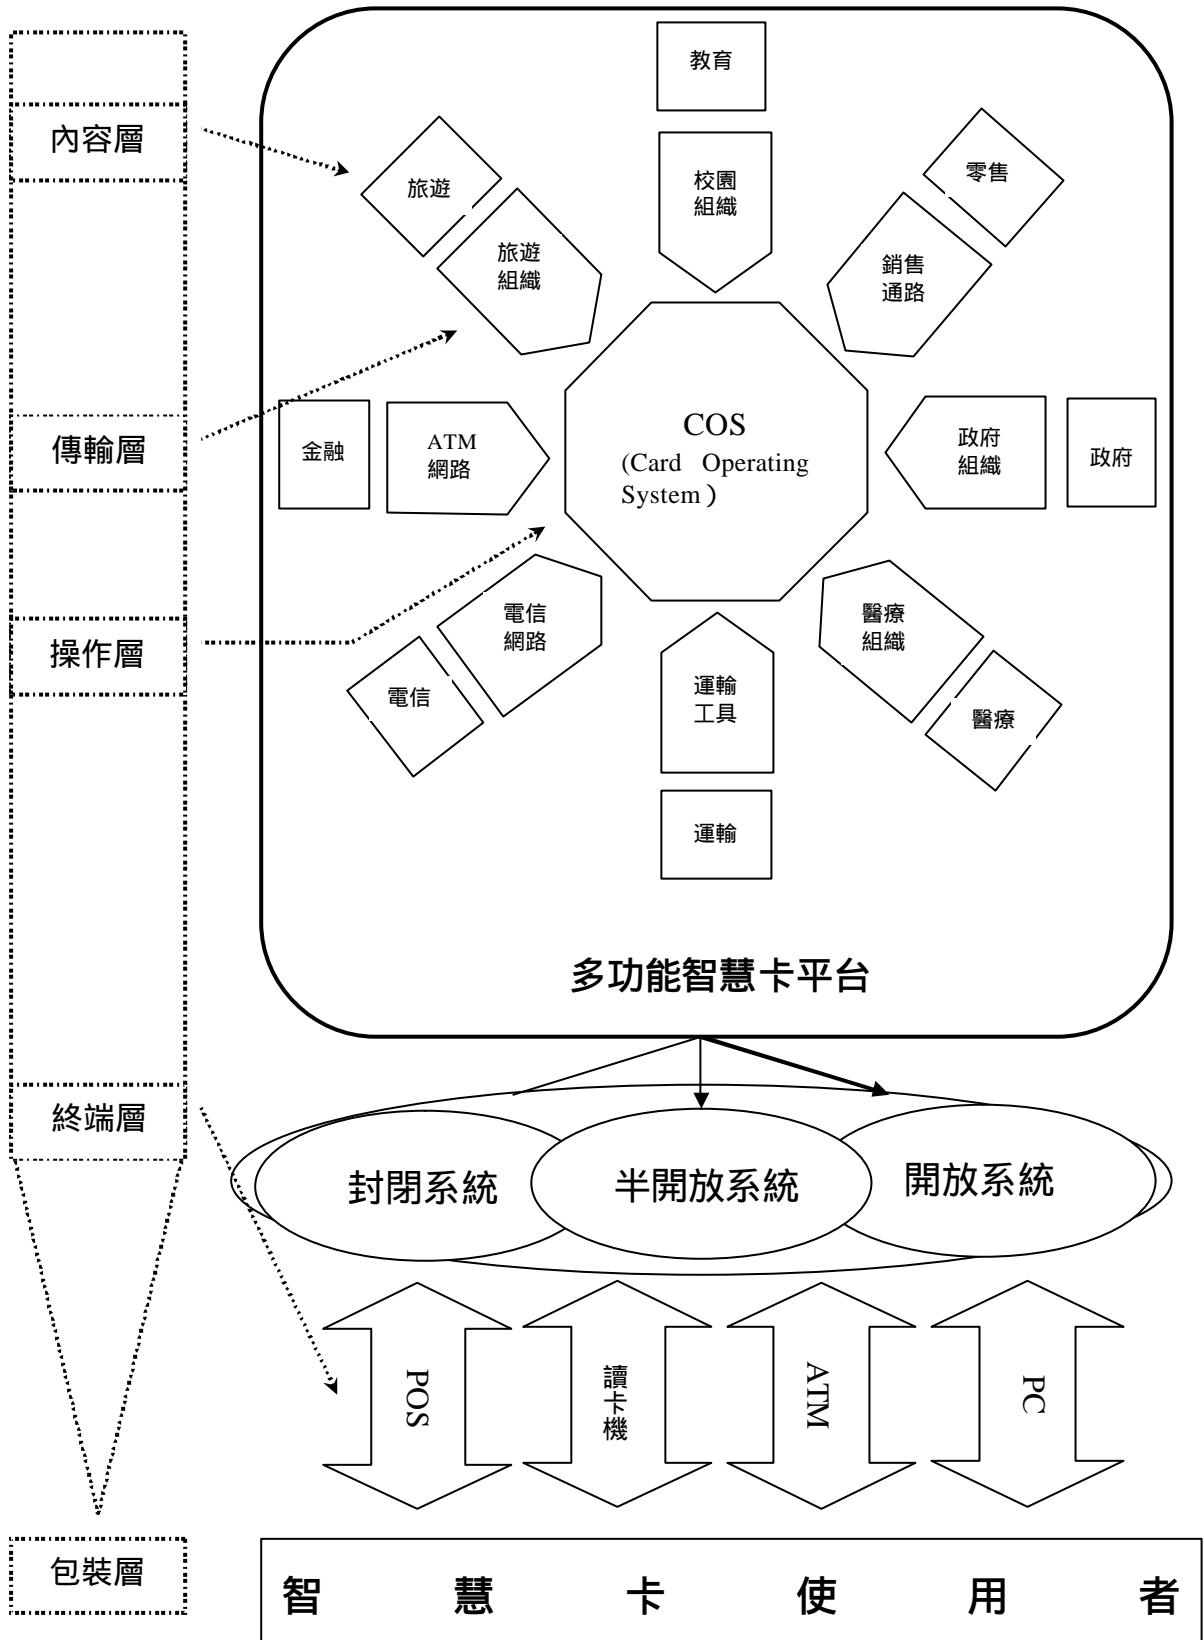 教育
內容層
旅遊
校園
組織
零售
旅遊
組織
銷售
通路
傳輸層
金融
ATM
網路
COS
(Card Operating
System）
政府
組織
政府
操作層
電信
網路
電信
運輸
工具
醫療
組織
醫療
運輸
多功能智慧卡平台
終端層
封閉系統
半開放系統
開放系統
POS
讀卡機
ATM
PC
包裝層
智慧卡使用者